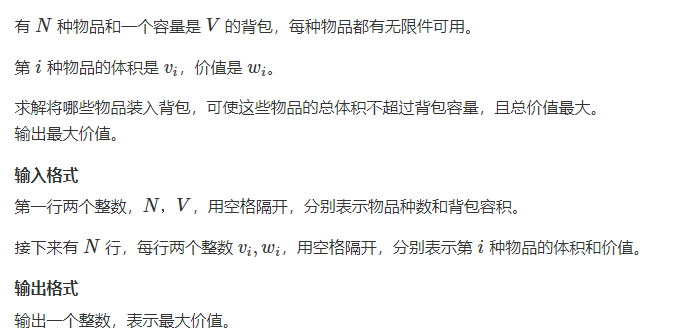 有 N 种物品和一个容量是 V 的背包，每种物品都有无限件可用。
第 i 种物品的体积是 vi，价值是 wi。
求解将哪些物品装入背包，可使这些物品的总体积不超过背包容量，且总价值最大。
输出最大价值。
输入格式
第一行两个整数，N，V，用空格隔开，分别表示物品种数和背包容积。
接下来有 N 行，每行两个整数 vi, wi，用空格隔开，分别表示第 i 种物品的体积和价值。
输出格式
输出一个整数，表示最大价值。